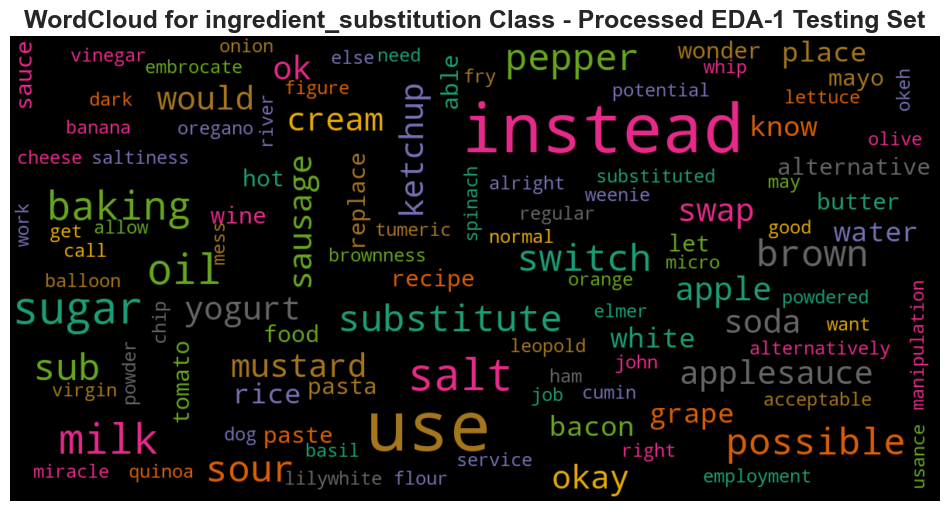 WordCloud for ingredient_substitution Class - Processed EDA-1 Testing Set
sauce vinegar onion else need able pepper wonder place
embrocate ok fry whip mayo
dark would figure potential lettuce okeh
banana oregano river cream ketchup instead know olive
cheese saltiness hot sausage replace spinach alright substituted weenie may alternative
work baking allow wine regular swap butter
get mess tumeric normal let good water
call brownness switch micro brown
balloon oil recipe orange apple powdered
sugar chip yogurt substitute elmer soda want manipulation
food white alternatively
sub powder tomato mustard leopold john applesauce
virgin rice pasta salt ham job cumin acceptable
milk dog paste use bacon grape possible
basil right usance
miracle quinoa sour lilywhite flour service okay employment